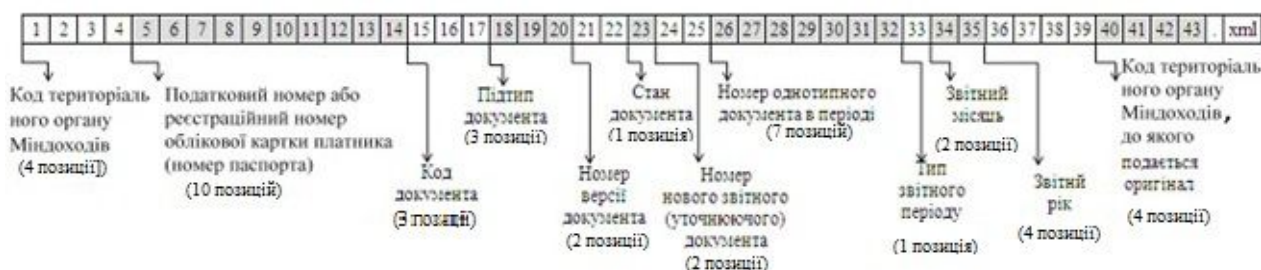 1 2 3 4 5 6 7 8 9 10 11 12 13 14 15 16 17 18 19 20 21 22 23 24 25 26 27 28 29 30 31 32 33 34 35 36 37 38 39 40 41 42 43 . xml
Код територіаль
ного органу
Міндоходів
(4 позиції])
Податковий номер або
реєстраційний номер
облікової картки платника
(номер паспорта)
(10 позицій)
Код
документа
(3 позиції)
Підтип
документа
(3 позиції)
Номер
версії
документа
(2 позиції)
Стан
документа
(1 позиція)
Номер
нового звітного
(уточнюючого)
документа
(2 позиції)
Номер однотипного
документа в періоді
(7 позицій)
Тип
звітного
періоду
(1 позиція)
Звітний
місяць
(2 позиції)
Звітній
рік
(4 позиції)
Код територіаль
ного органу
Міндоходів,
до якого
подається
оригінал
(4 позиції)